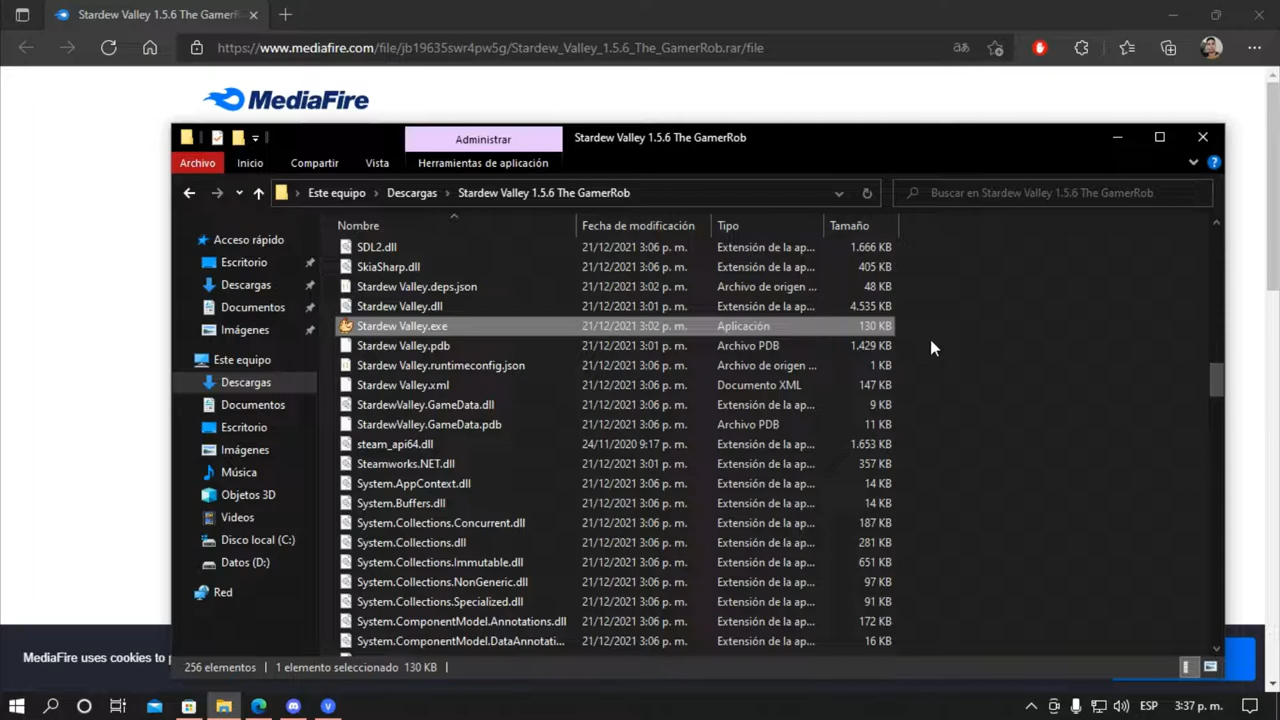 Stardew Valley 1.5.6 The GamerR
https://www.mediafire.com/file/jb19635swr4pw5g/Stardew_Valley_1.5.6_The_GamerRob.rar/file
MediaFire
Administrar
Stardew Valley 1.5.6 The GamerRob
Archivo
Inicio
Compartir
Vista
Herramientas de aplicación
Este equipo > Descargas > Stardew Valley 1.5.6 The GamerRob
Buscar en Stardew Valley 1.5.6 The GamerRob
Nombre Fecha de modificación Tipo Tamaño
SDL2.dll 21/12/2021 3:06 p. m. Extensión de la ap... 1.666 KB
SkiaSharp.dll 21/12/2021 3:06 p. m. Extensión de la ap... 405 KB
Stardew Valley.deps.json 21/12/2021 3:02 p. m. Archivo de origen ... 48 KB
Stardew Valley.dll 21/12/2021 3:01 p. m. Extensión de la ap... 4.535 KB
Stardew Valley.exe 21/12/2021 3:02 p. m. Aplicación 130 KB
Stardew Valley.pdb 21/12/2021 3:01 p. m. Archivo PDB 1.429 KB
Stardew Valley.runtimeconfig.json 21/12/2021 3:06 p. m. Archivo de origen ... 1 KB
Stardew Valley.xml 21/12/2021 3:06 p. m. Documento XML 147 KB
StardewValley.GameData.dll 21/12/2021 3:06 p. m. Extensión de la ap... 9 KB
StardewValley.GameData.pdb 21/12/2021 3:06 p. m. Archivo PDB 11 KB
steam_api64.dll 24/11/2020 9:17 p. m. Extensión de la ap... 1.653 KB
Steamworks.NET.dll 21/12/2021 3:01 p. m. Extensión de la ap... 357 KB
System.AppContext.dll 21/12/2021 3:06 p. m. Extensión de la ap... 14 KB
System.Buffers.dll 21/12/2021 3:06 p. m. Extensión de la ap... 14 KB
System.Collections.Concurrent.dll 21/12/2021 3:06 p. m. Extensión de la ap... 187 KB
System.Collections.dll 21/12/2021 3:06 p. m. Extensión de la ap... 281 KB
System.Collections.Immutable.dll 21/12/2021 3:06 p. m. Extensión de la ap... 651 KB
System.Collections.NonGeneric.dll 21/12/2021 3:06 p. m. Extensión de la ap... 97 KB
System.Collections.Specialized.dll 21/12/2021 3:06 p. m. Extensión de la ap... 91 KB
System.ComponentModel.Annotations.dll 21/12/2021 3:06 p. m. Extensión de la ap... 172 KB
System.ComponentModel.DataAnnotati... 21/12/2021 3:06 p. m. Extensión de la ap... 16 KB
Acceso rápido
Escritorio
Descargas
Documentos
Imágenes
Este equipo
Descargas
Documentos
Escritorio
Imágenes
Música
Objetos 3D
Videos
Disco local (C:)
Datos (D:)
Red
MediaFire uses cookies to p
256 elementos 1 elemento seleccionado 130 KB
ESP 3:37 p. m.